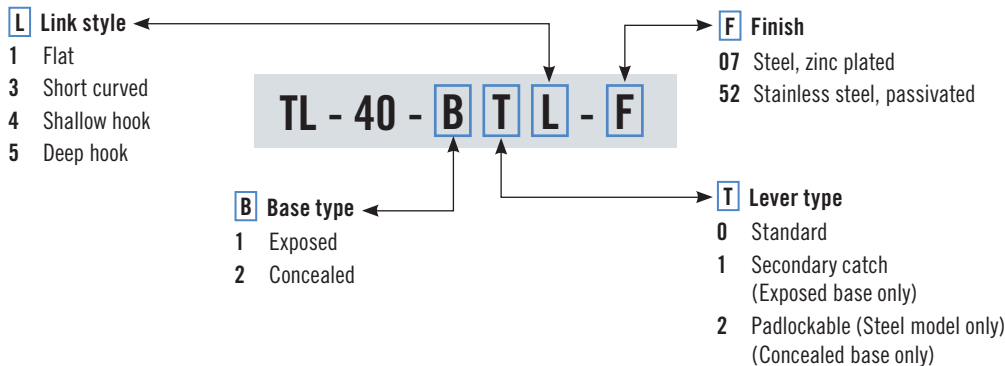 L Link style
1 Flat
3 Short curved
4 Shallow hook
5 Deep hook
F Finish
07 Steel, zinc plated
52 Stainless steel, passivated
TL - 40 - B T L - F
B Base type
1 Exposed
2 Concealed
T Lever type
0 Standard
1 Secondary catch
(Exposed base only)
2 Padlockable (Steel model only)
(Concealed base only)